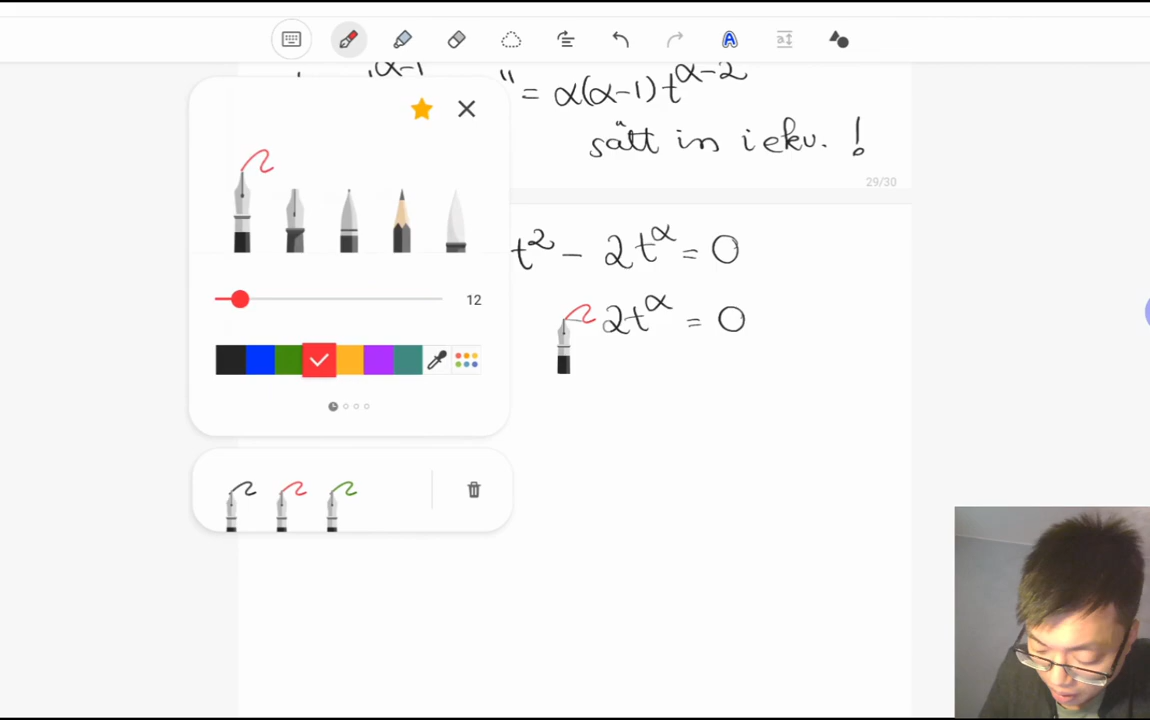 A
a
" = α(α-1)t^α-2
sätt in i ekv. !
29/30
t² - 2t^α = 0
2t^α = 0
12